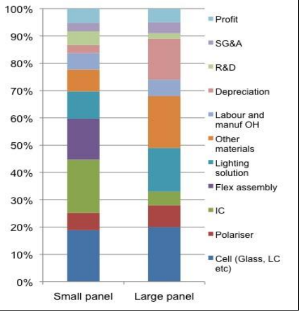 100%
90%
80%
70%
60%
50%
40%
30%
20%
10%
0%
Small panel Large panel
Profit
SG&A
R&D
Depreciation
Labour and
manuf OH
Other
materials
Lighting
solution
Flex assembly
IC
Polariser
Cell (Glass, LC
etc)